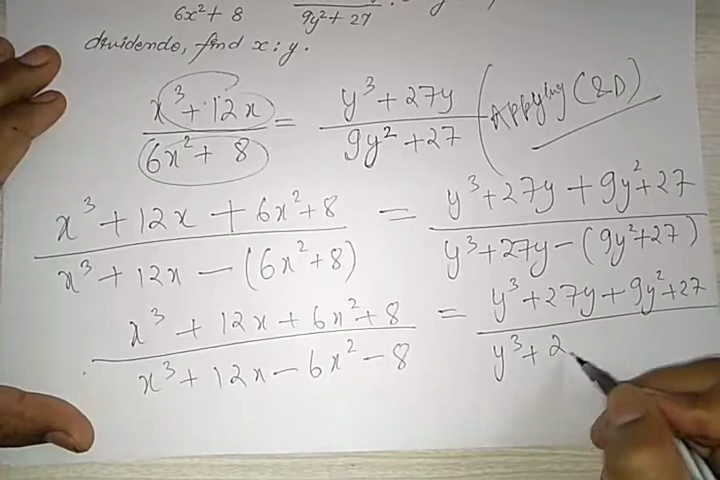 6x²+8 9y²+27 y
dividendo, find x:y.
x³+12x / 6x²+8 = y³+27y / 9y²+27 (Applying (C&D)
x³+12x+6x²+8 / x³+12x-(6x²+8) = y³+27y+9y²+27 / y³+27y-(9y²+27)
x³+12x+6x²+8 / x³+12x-6x²-8 = y³+27y+9y²+27 / y³+2